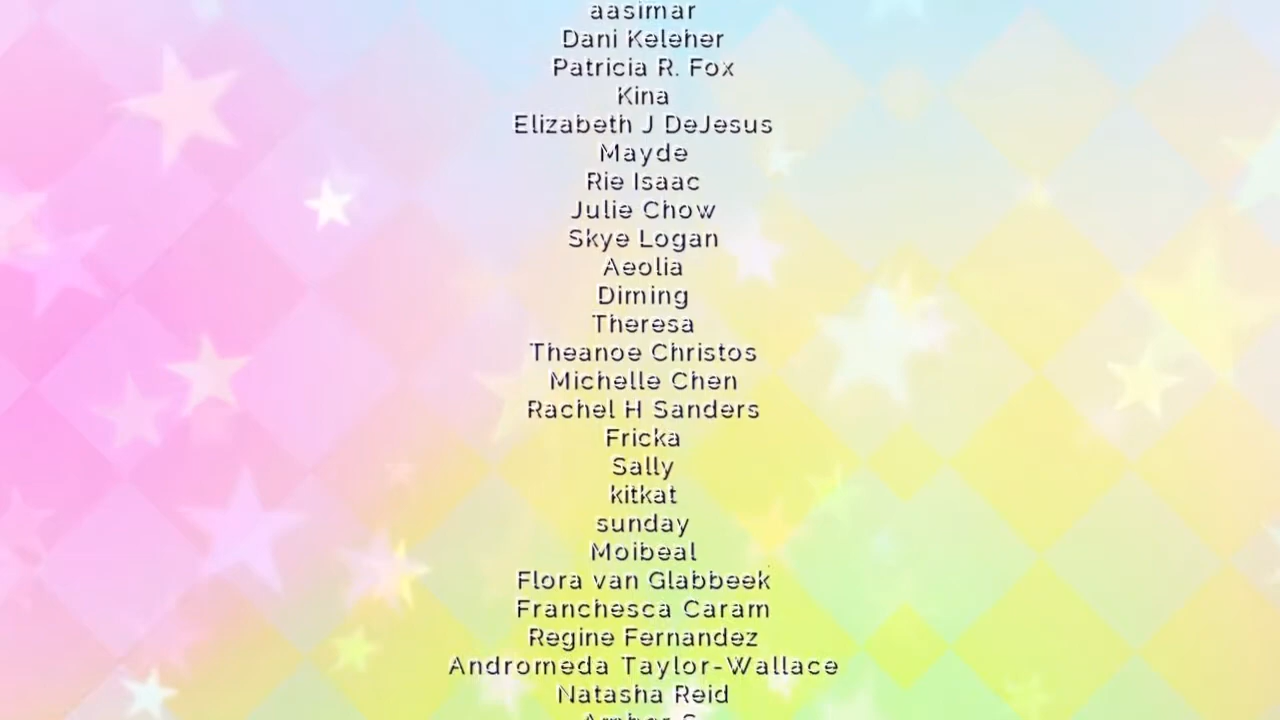 aasimar
Dani Keleher
Patricia R. Fox
Kina
Elizabeth J DeJesus
Mayde
Rie Isaac
Julie Chow
Skye Logan
Aeolia
Diming
Theresa
Theanoe Christos
Michelle Chen
Rachel H Sanders
Fricka
Sally
kitkat
sunday
Moibeal
Flora van Glabbeek
Franchesca Caram
Regine Fernandez
Andromeda Taylor-Wallace
Natasha Reid